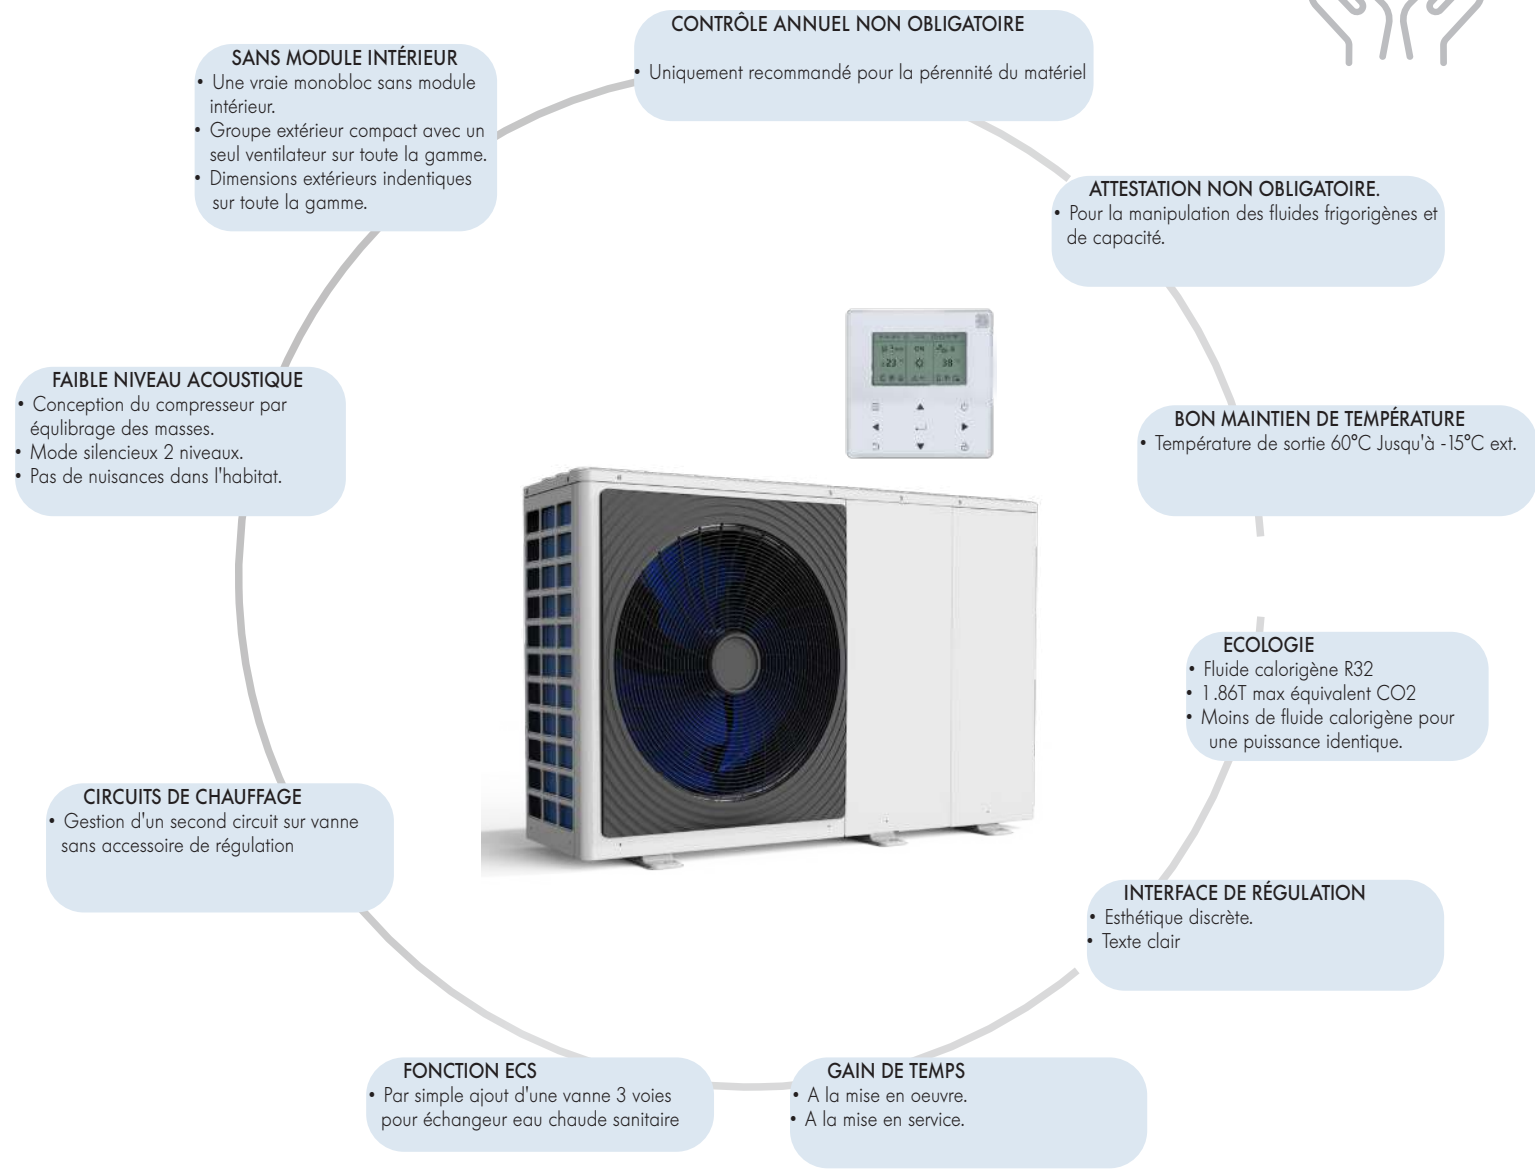 CONTRÔLE ANNUEL NON OBLIGATOIRE
• Uniquement recommandé pour la pérennité du matériel
SANS MODULE INTÉRIEUR
• Une vraie monobloc sans module
intérieur.
• Groupe extérieur compact avec un
seul ventilateur sur toute la gamme.
• Dimensions extérieurs indentiques
sur toute la gamme.
ATTESTATION NON OBLIGATOIRE.
• Pour la manipulation des fluides frigorigènes et
de capacité.
FAIBLE NIVEAU ACOUSTIQUE
• Conception du compresseur par
équlibrage des masses.
• Mode silencieux 2 niveaux.
• Pas de nuisances dans l'habitat.
ON
23
38
BON MAINTIEN DE TEMPÉRATURE
• Température de sortie 60°C Jusqu'à -15°C ext.
ECOLOGIE
• Fluide calorigène R32
• 1.86T max équivalent CO2
• Moins de fluide calorigène pour
une puissance identique.
CIRCUITS DE CHAUFFAGE
• Gestion d'un second circuit sur vanne
sans accessoire de régulation
INTERFACE DE RÉGULATION
• Esthétique discrète.
• Texte clair
FONCTION ECS
• Par simple ajout d'une vanne 3 voies
pour échangeur eau chaude sanitaire
GAIN DE TEMPS
• A la mise en oeuvre.
• A la mise en service.